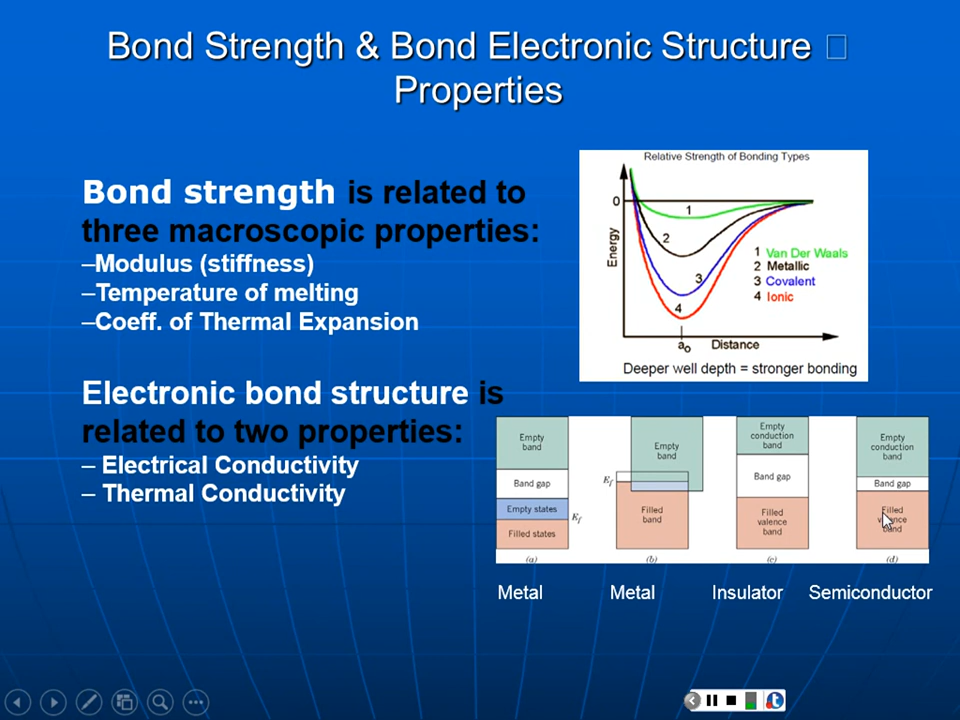 Bond Strength & Bond Electronic Structure
Properties
Bond strength is related to
three macroscopic properties:
–Modulus (stiffness)
–Temperature of melting
–Coeff. of Thermal Expansion
Electronic bond structure is
related to two properties:
– Electrical Conductivity
– Thermal Conductivity
Relative Strength of Bonding Types
0
Energy
1
2
3
4
1 Van Der Waals
2 Metallic
3 Covalent
4 Ionic
a₀
Distance
Deeper well depth = stronger bonding
Empty
band
Band gap
Empty states
Filled states
Ef
(a)
Empty
band
Ef
Filled
band
(b)
Empty
conduction
band
Band gap
Filled
valence
band
(c)
Empty
conduction
band
Band gap
Filled
valence
band
(d)
Metal
Metal
Insulator
Semiconductor